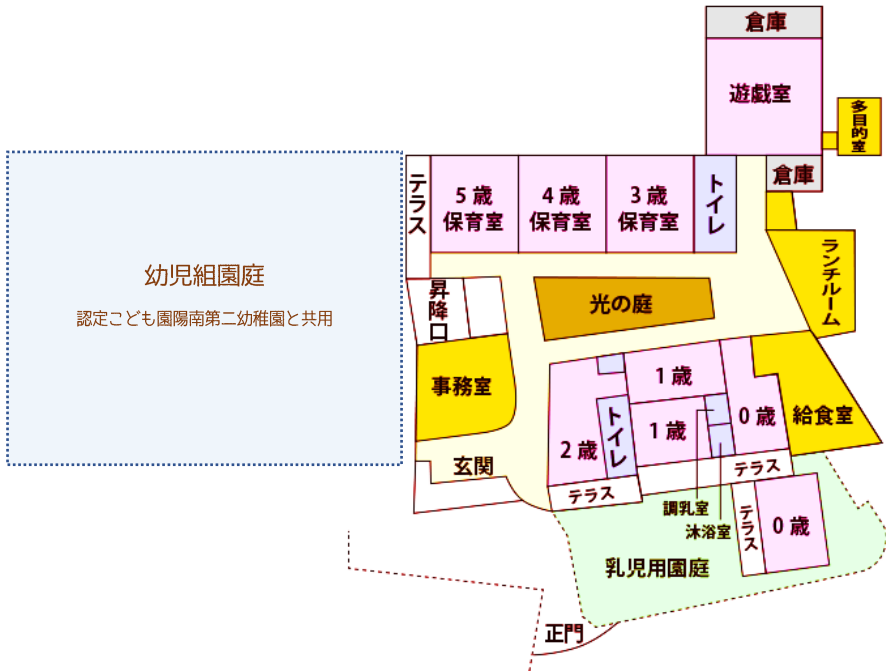 倉庫
遊戯室
多目的室
倉庫
テラス
5歳
保育室
4歳
保育室
3歳
保育室
トイレ
ランチルーム
幼児組園庭
認定こども園陽南第二幼稚園と共用
昇降口
光の庭
事務室
1歳
0歳
給食室
2歳
トイレ
1歳
玄関
テラス
テラス
調乳室
沐浴室
テラス
0歳
乳児用園庭
正門